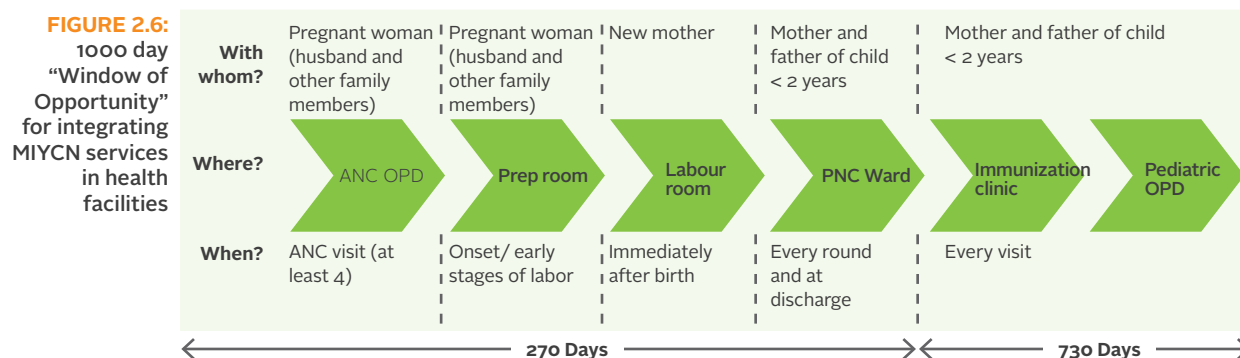 FIGURE 2.6:
1000 day
“Window of
Opportunity”
for integrating
MIYCN services
in health
facilities
With
whom?
Pregnant woman
(husband and
other family
members)
Pregnant woman
(husband and
other family
members)
New mother
Mother and
father of child
< 2 years
Mother and father of child
< 2 years
Where?
ANC OPD
Prep room
Labour
room
PNC Ward
Immunization
clinic
Pediatric
OPD
When?
ANC visit (at
least 4)
Onset/ early
stages of labor
Immediately
after birth
Every round
and at
discharge
Every visit
270 Days
730 Days